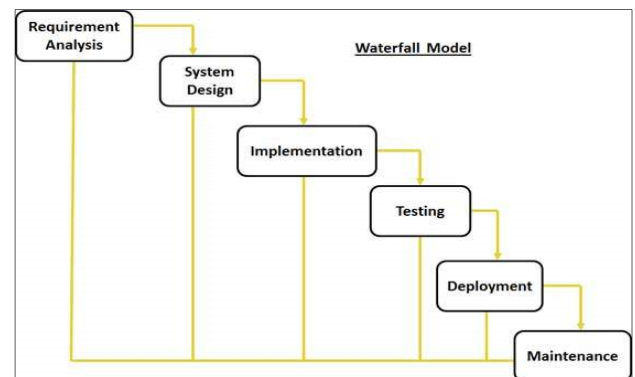 Requirement
Analysis
Waterfall Model
System
Design
Implementation
Testing
Deployment
Maintenance